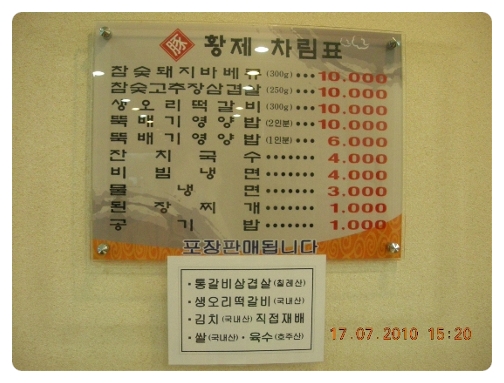 豚 황제 차림표
참숯돼지바베큐(300g)···10.000
참숯고추장삼겹살(250g)···10.000
생오리떡갈비(300g)···10.000
뚝배기영양밥(2인분)···10.000
뚝배기영양밥(1인분)···6.000
잔치국수·······4.000
비빔냉면·······4.000
물냉면·······3.000
된장찌개·······1.000
공기밥·······1.000
포장판매됩니다
·통갈비삼겹살(칠레산)
·생오리떡갈비(국내산)
·김치(국내산) 직접재배
·쌀(국내산)·육수(호주산)
17.07.2010 15:20